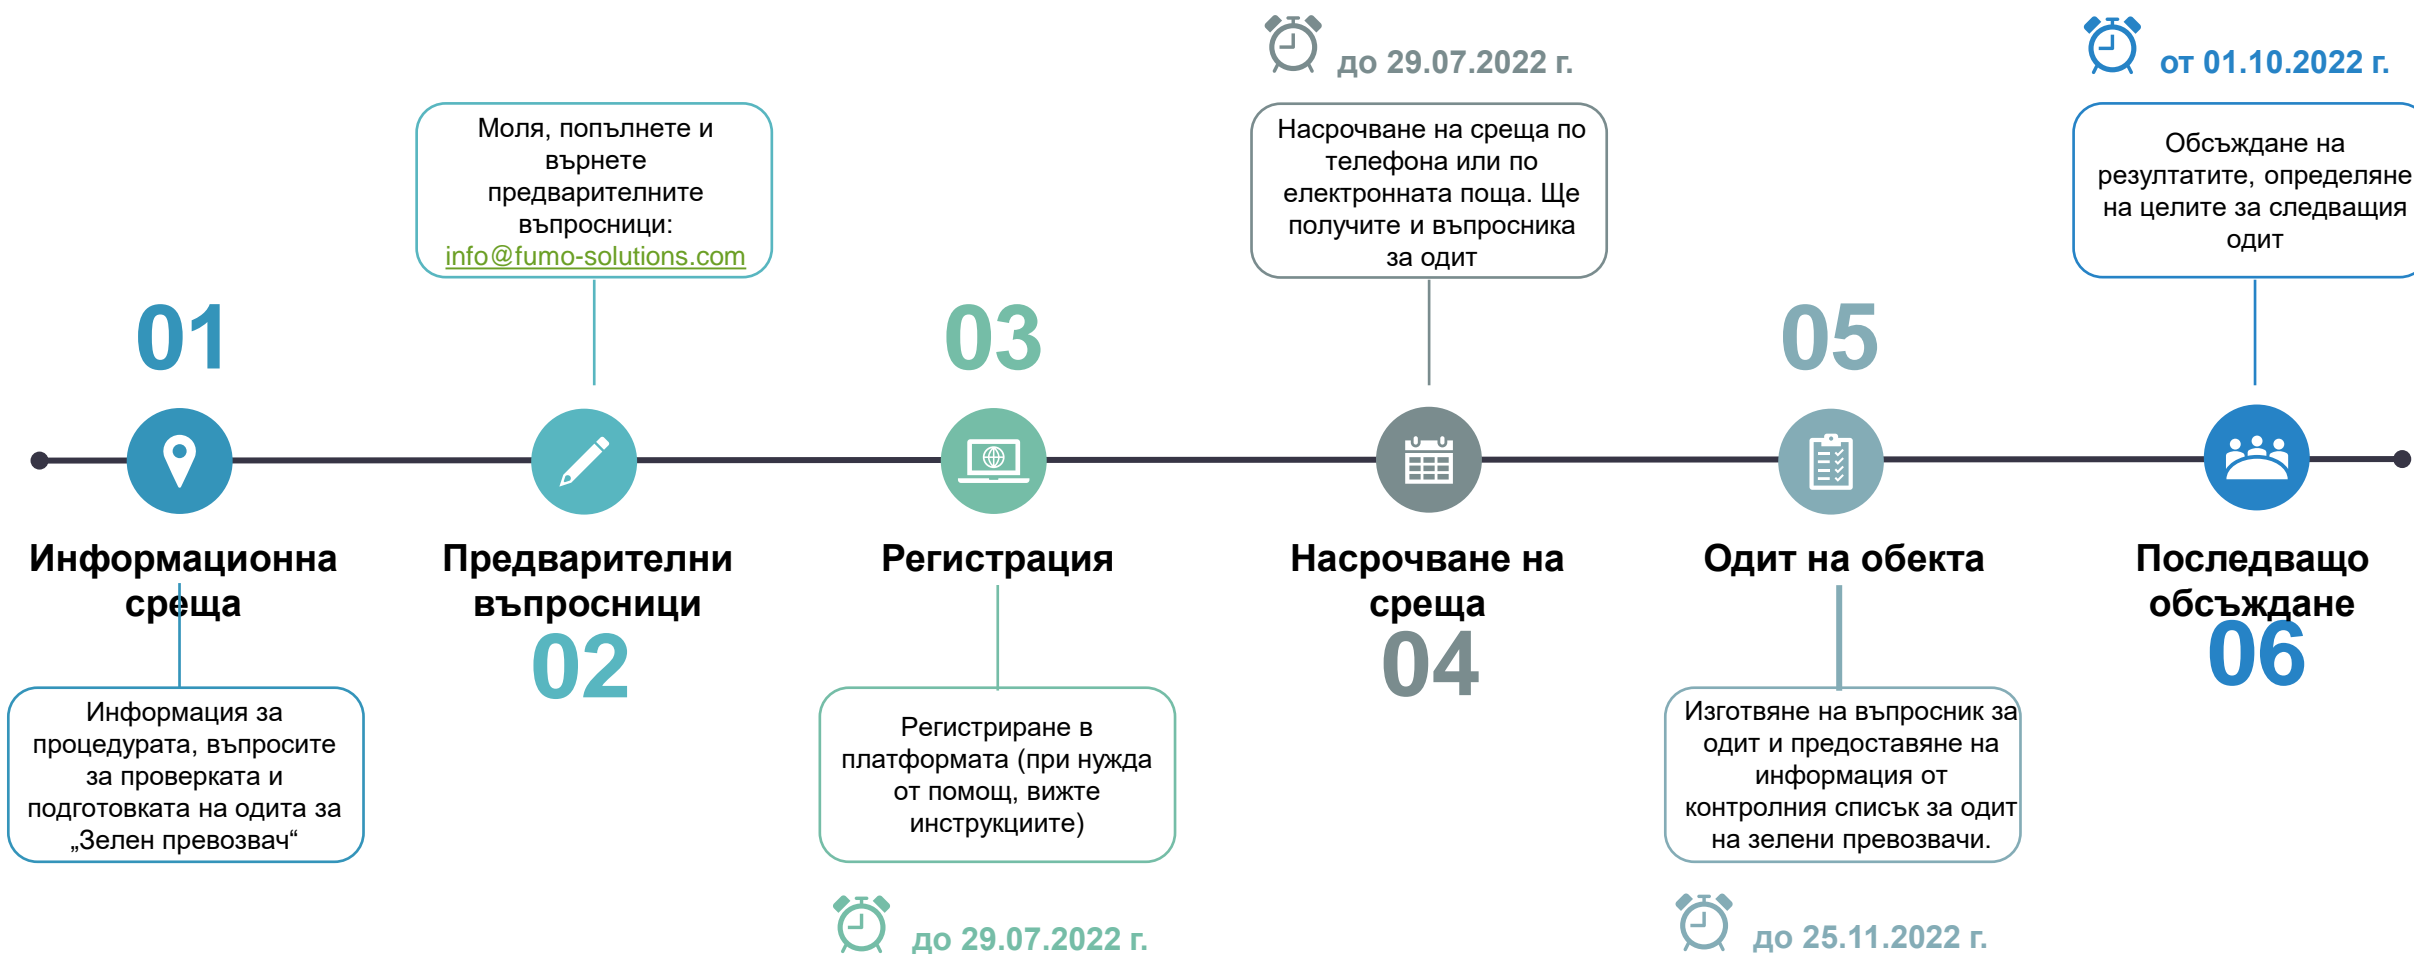 01
Информационна
среща
Информация за
процедурата, въпросите
за проверката и
подготовката на одита за
„Зелен превозвач“
Моля, попълнете и
върнете
предварителните
въпросници:
info@fumo-solutions.com
Предварителни
въпросници
02
03
Регистрация
Регистриране в
платформата (при нужда
от помощ, вижте
инструкциите)
до 29.07.2022 г.
до 29.07.2022 г.
Насрочване на среща по
телефона или по
електронната поща. Ще
получите и въпросника
за одит
Насрочване на
среща
04
05
Одит на обекта
Изготвяне на въпросник за
одит и предоставяне на
информация от
контролния списък за одит
на зелени превозвачи.
до 25.11.2022 г.
от 01.10.2022 г.
Обсъждане на
резултатите, определяне
на целите за следващия
одит
Последващо
обсъждане
06